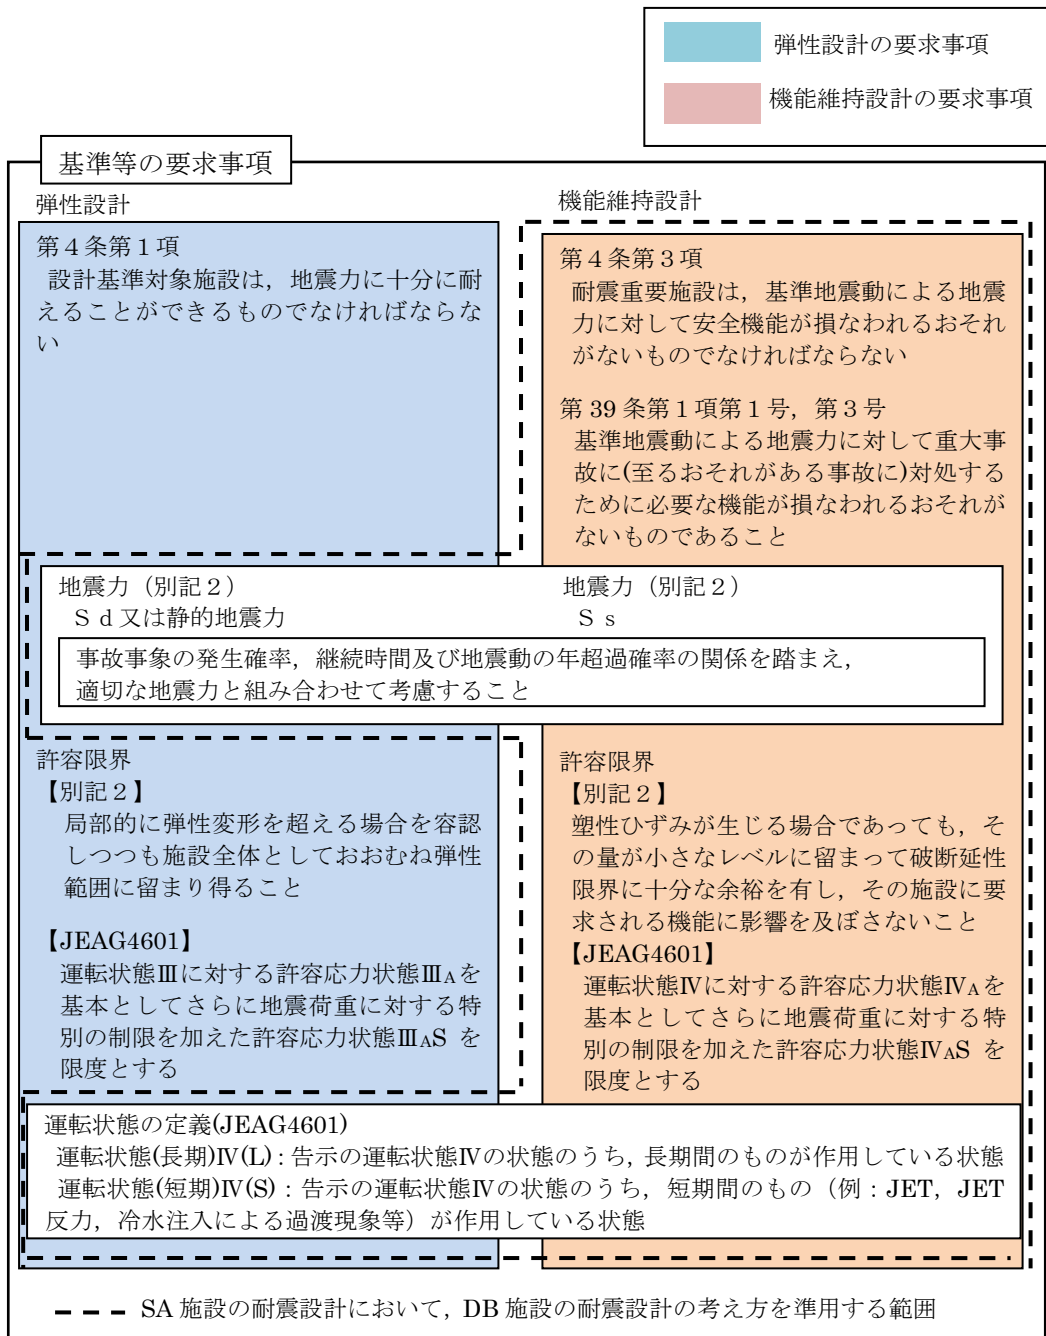 弾性設計の要求事項
機能維持設計の要求事項
基準等の要求事項
弾性設計
第４条第１項
設計基準対象施設は，地震力に十分に耐
えることができるものでなければならな
い
機能維持設計
第４条第３項
耐震重要施設は，基準地震動による地震
力に対して安全機能が損なわれるおそれ
がないものでなければならない
第 39 条第１項第１号，第３号
基準地震動による地震力に対して重大事
故に(至るおそれがある事故に)対処する
ために必要な機能が損なわれるおそれが
ないものであること
地震力（別記２）
Ｓｄ又は静的地震力
地震力（別記２）
Ｓｓ
事故事象の発生確率，継続時間及び地震動の年超過確率の関係を踏まえ，
適切な地震力と組み合わせて考慮すること
許容限界
【別記２】
局部的に弾性変形を超える場合を容認
しつつも施設全体としておおむね弾性
範囲に留まり得ること
【JEAG4601】
運転状態Ⅲに対する許容応力状態ⅢAを
基本としてさらに地震荷重に対する特
別の制限を加えた許容応力状態ⅢAS を
限度とする
許容限界
【別記２】
塑性ひずみが生じる場合であっても，そ
の量が小さなレベルに留まって破断延性
限界に十分な余裕を有し，その施設に要
求される機能に影響を及ぼさないこと
【JEAG4601】
運転状態Ⅳに対する許容応力状態ⅣAを
基本としてさらに地震荷重に対する特
別の制限を加えた許容応力状態ⅣAS を
限度とする
運転状態の定義(JEAG4601)
運転状態(長期)Ⅳ(L)：告示の運転状態Ⅳの状態のうち，長期間のものが作用している状態
運転状態(短期)Ⅳ(S)：告示の運転状態Ⅳの状態のうち，短期間のもの（例：JET，JET
反力，冷水注入による過渡現象等）が作用している状態
SA 施設の耐震設計において，DB 施設の耐震設計の考え方を準用する範囲